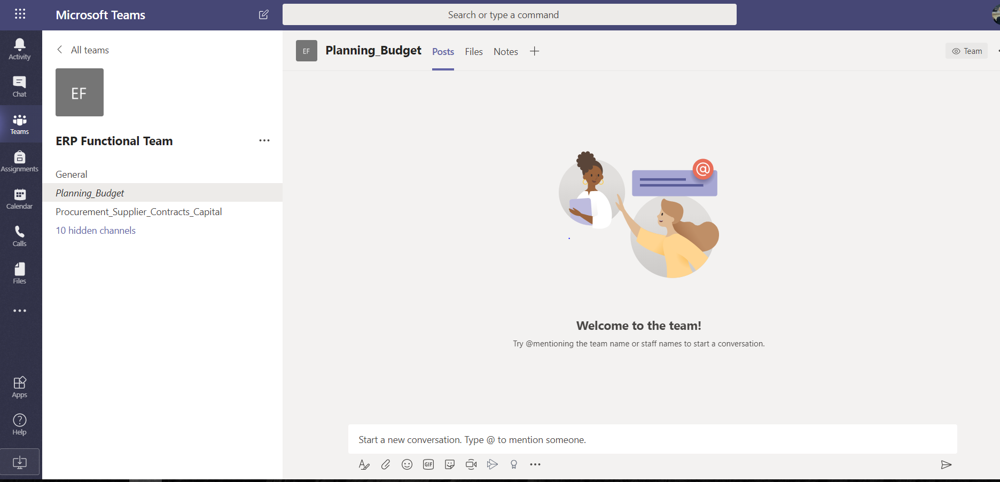 Microsoft Teams
Search or type a command
Activity
Chat
Teams
Assignments
Calendar
Calls
Files
Apps
Help
All teams
EF
ERP Functional Team
General
Planning_Budget
Procurement_Supplier_Contracts_Capital
10 hidden channels
EF
Planning_Budget
Posts
Files
Notes
Team
@
Welcome to the team!
Try @mentioning the team name or staff names to start a conversation.
Start a new conversation. Type @ to mention someone.
GIF